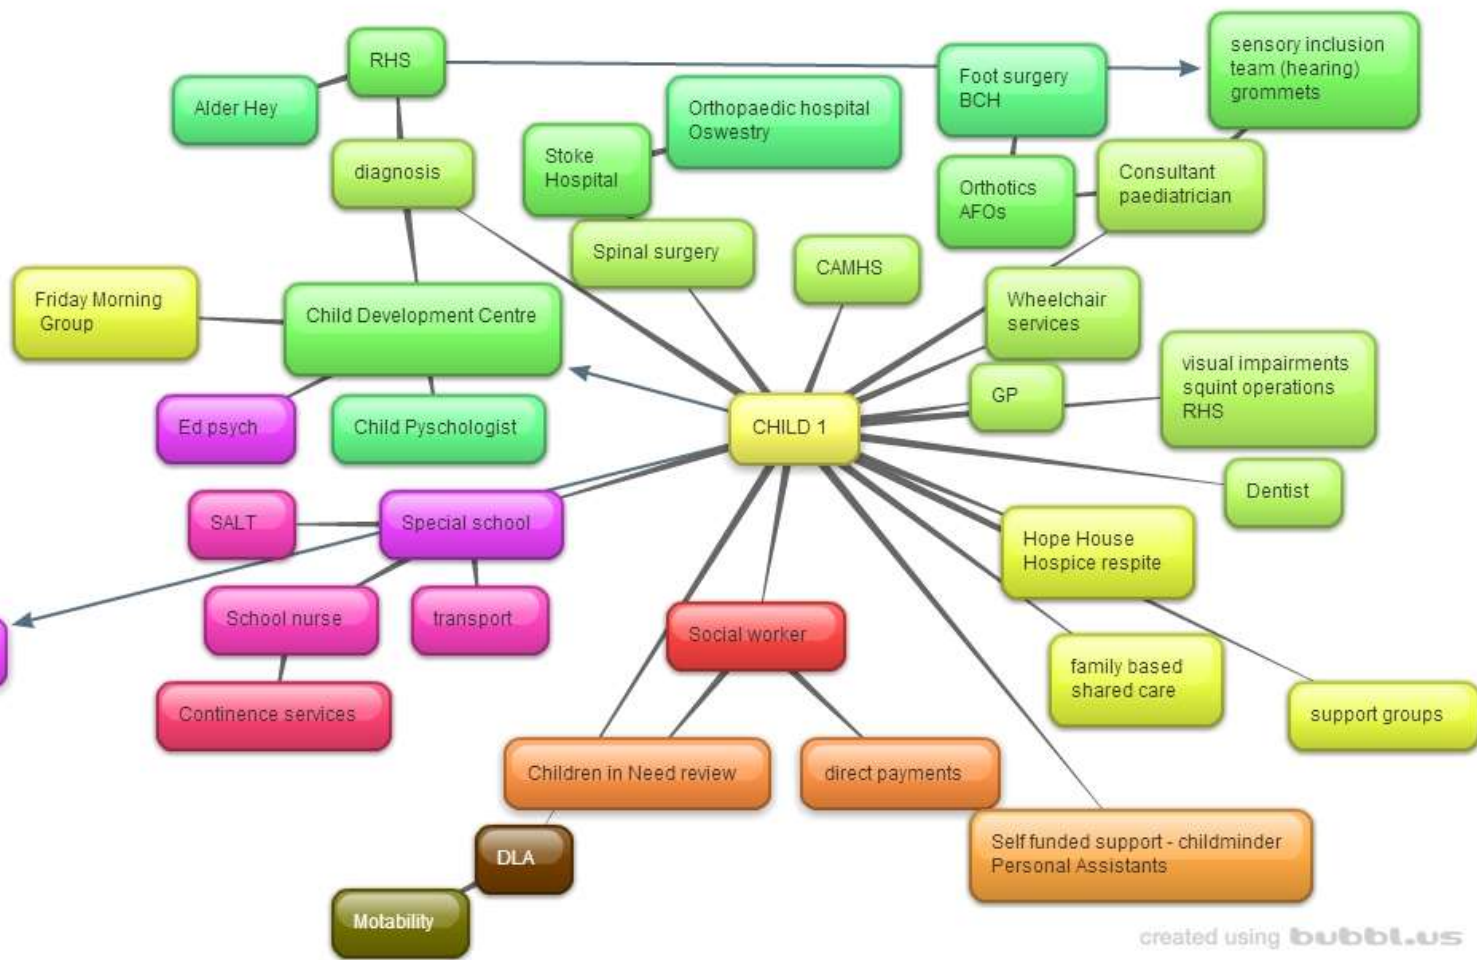 RHS
Alder Hey
diagnosis
Stoke
Hospital
Orthopaedic hospital
Oswestry
Foot surgery
BCH
sensory inclusion
team (hearing)
grommets
Orthotics
AFOs
Consultant
paediatrician
Spinal surgery
CAMHS
Wheelchair
services
Friday Morning
Group
Child Development Centre
Ed psych
Child Pyschologist
CHILD 1
GP
visual impairments
squint operations
RHS
Dentist
SALT
Special school
School nurse
transport
Continence services
Hope House
Hospice respite
Social worker
family based
shared care
support groups
Children in Need review
direct payments
Self funded support - childminder
Personal Assistants
DLA
Motability
created using bubbl.us